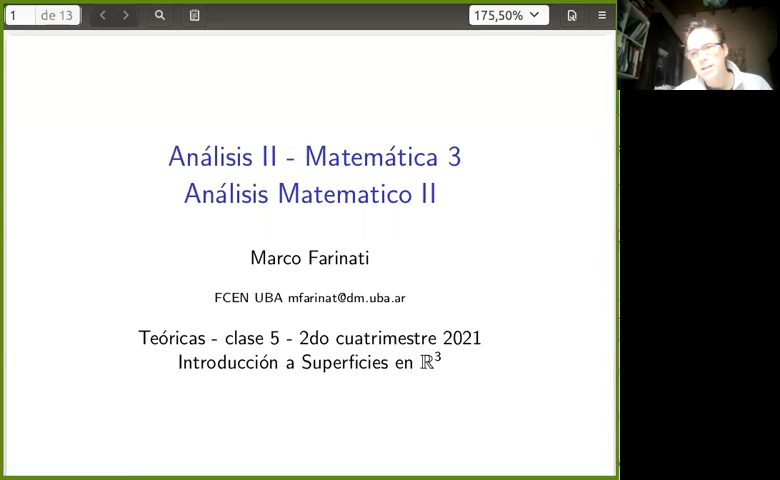 1 de 13 175,50%
Análisis II - Matemática 3
Análisis Matematico II
Marco Farinati
FCEN UBA mfarinat@dm.uba.ar
Teóricas - clase 5 - 2do cuatrimestre 2021
Introducción a Superficies en ℝ³